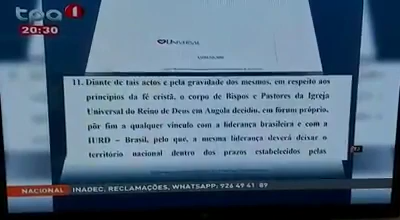 tpa 1
20:30
UNIVERSAL
11. Diante de tais actos e pela gravidade dos mesmos, em respeito aos
princípios da fé cristã, o corpo de Bispos e Pastores da Igreja
Universal do Reino de Deus em Angola decidiu, em fórum próprio,
pôr fim a qualquer vínculo com a liderança brasileira e com a
IURD – Brasil, pelo que, a mesma liderança deverá deixar o
território nacional dentro dos prazos estabelecidos pelas
NACIONAL INADEC, RECLAMAÇÕES, WHATSAPP: 926 49 41 89